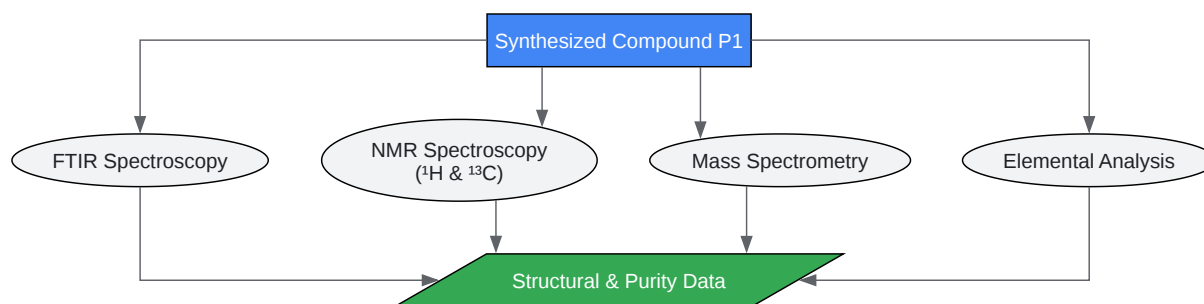 Synthesized Compound P1
FTIR Spectroscopy
NMR Spectroscopy
(¹H & ¹³C)
Mass Spectrometry
Elemental Analysis
Structural & Purity Data